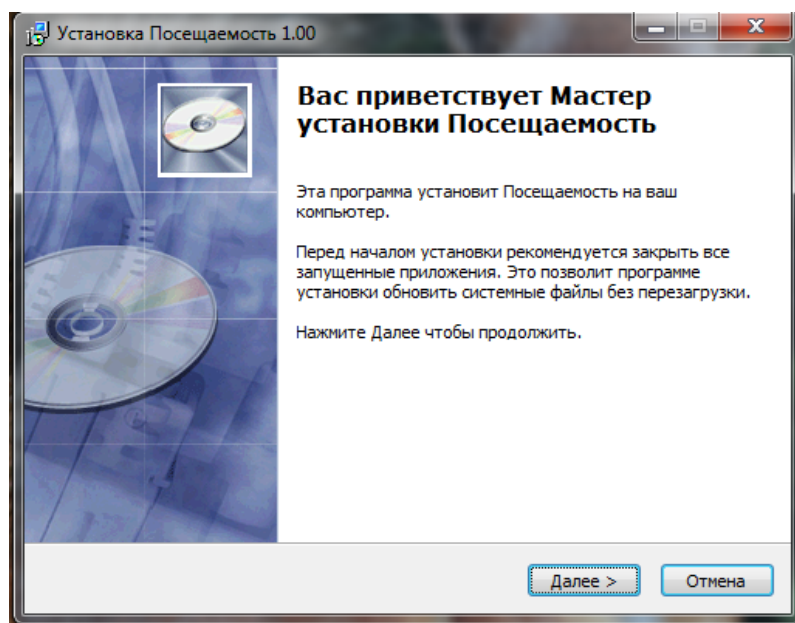 Установка Посещаемость 1.00
Вас приветствует Мастер
установки Посещаемость
Эта программа установит Посещаемость на ваш
компьютер.
Перед началом установки рекомендуется закрыть все
запущенные приложения. Это позволит программе
установки обновить системные файлы без перезагрузки.
Нажмите Далее чтобы продолжить.
Далее >
Отмена